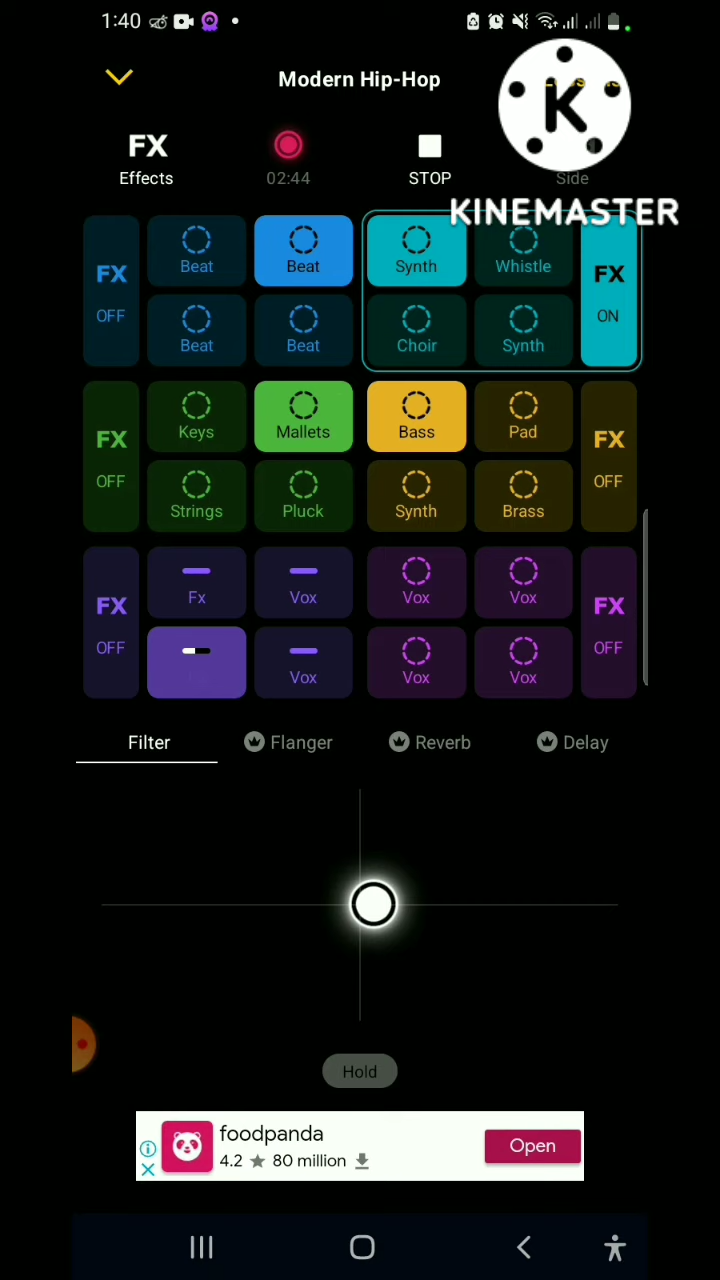 1:40
Modern Hip-Hop
K
KINEMASTER
FX
Effects
02:44
STOP
Side
FX
OFF
Beat
Beat
Synth
Whistle
FX
ON
Beat
Beat
Choir
Synth
FX
OFF
Keys
Mallets
Bass
Pad
FX
OFF
Strings
Pluck
Synth
Brass
FX
OFF
Fx
Vox
Vox
Vox
FX
OFF
Vox
Vox
Vox
Filter
Flanger
Reverb
Delay
Hold
foodpanda
4.2 ★ 80 million
Open